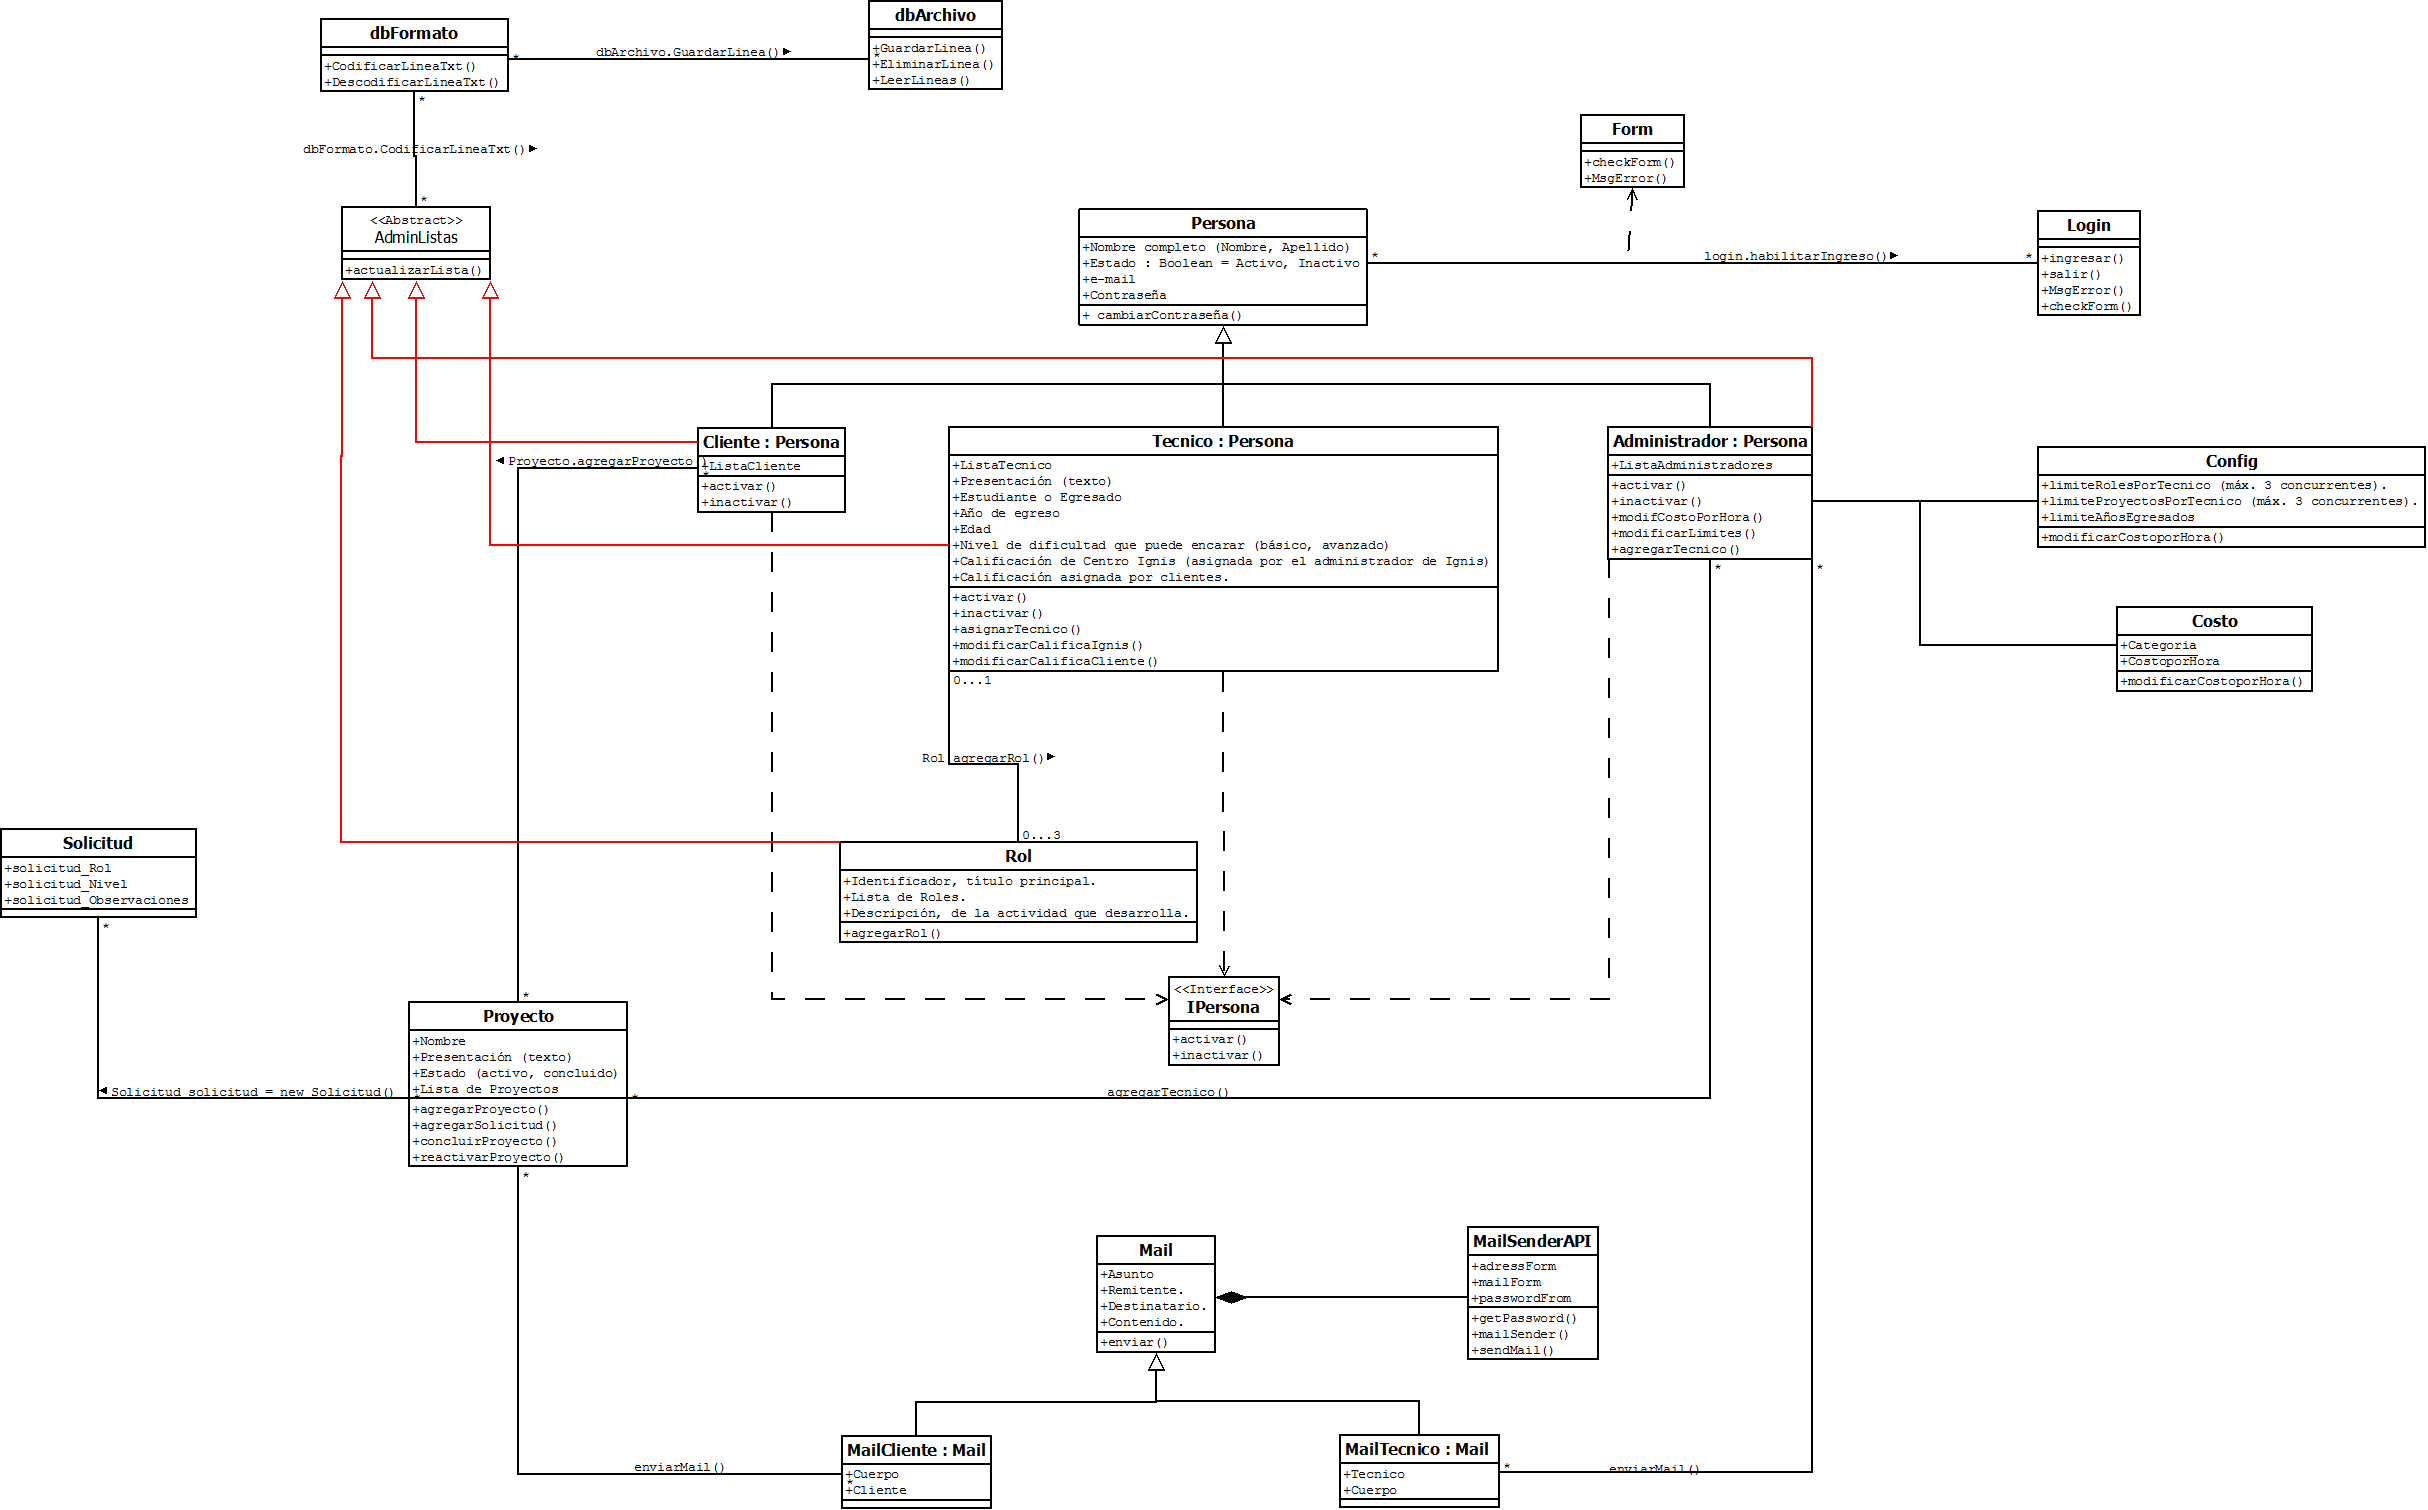 dbFormato
+CodificarLineaTxt()
+DescodificarLineaTxt()
*
*
dbArchivo.GuardarLinea()
dbArchivo
+GuardarLinea()
*
+EliminarLinea()
+LeerLineas()
dbFormato.CodificarLineaTxt()
*
<<Abstract>>
AdminListas
+actualizarLista()
Form
+checkForm()
+MsgError()
Persona
+Nombre completo (Nombre, Apellido)
+Estado : Boolean = Activo, Inactivo
+e-mail
+Contraseña
+ cambiarContraseña()
*
login.habilitarIngreso()
*
Login
+ingresar()
+salir()
+MsgError()
+checkForm()
Proyecto.agregarProyecto )
Cliente : Persona
+ListaCliente
*
+activar()
+inactivar()
Tecnico : Persona
+ListaTecnico
+Presentación (texto)
+Estudiante o Egresado
+Año de egreso
+Edad
+Nivel de dificultad que puede encarar (básico, avanzado)
+Calificación de Centro Ignis (asignada por el administrador de Ignis)
+Calificación asignada por clientes.
+activar()
+inactivar()
+asignarTecnico()
+modificarCalificaIgnis()
+modificarCalificaCliente()
0...1
Administrador : Persona
+ListaAdministradores
+activar()
+inactivar()
+modifCostoPorHora()
+modificarLimites()
+agregarTecnico()
*
*
Config
+limiteRolesPorTecnico (máx. 3 concurrentes).
+limiteProyectosPorTecnico (máx. 3 concurrentes).
+limiteAñosEgresados
+modificarCostoporHora()
Costo
+Categoria
+CostoporHora
+modificarCostoporHora()
Rol agregarRol()
0...3
Rol
+Identificador, título principal.
+Lista de Roles.
+Descripción, de la actividad que desarrolla.
+agregarRol()
Solicitud
+solicitud_Rol
+solicitud_Nivel
+solicitud_Observaciones
*
<<Interface>>
IPersona
+activar()
+inactivar()
*
Proyecto
+Nombre
+Presentación (texto)
+Estado (activo, concluido)
+Lista de Proyectos
+agregarProyecto()
+agregarSolicitud()
+concluirProyecto()
+reactivarProyecto()
Solicitud solicitud = new Solicitud()
*
*
agregarTecnico()
*
Mail
+Asunto
+Remitente.
+Destinatario.
+Contenido.
+enviar()
MailSenderAPI
+adressForm
+mailForm
+passwordFrom
+getPassword()
+mailSender()
+sendMail()
enviarMail()
MailCliente : Mail
+Cuerpo
*
+Cliente
MailTecnico : Mail
+Tecnico
+Cuerpo
*
enviarMail()